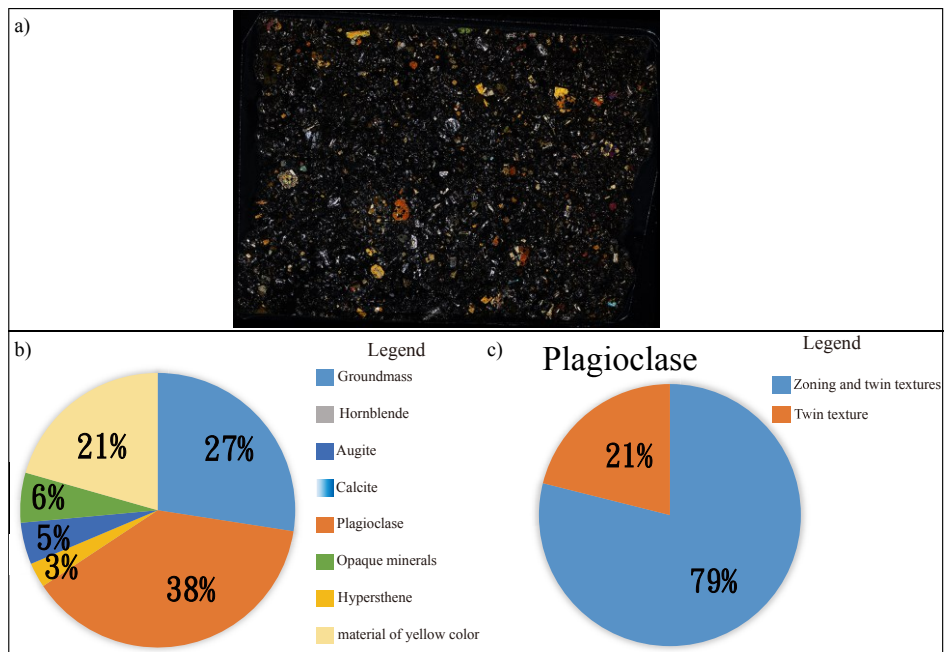 a)
b)
Legend
Groundmass
Hornblende
Augite
Calcite
Plagioclase
Opaque minerals
Hypersthene
material of yellow color
27%
38%
3%
5%
6%
21%
c)
Plagioclase
Legend
Zoning and twin textures
Twin texture
21%
79%